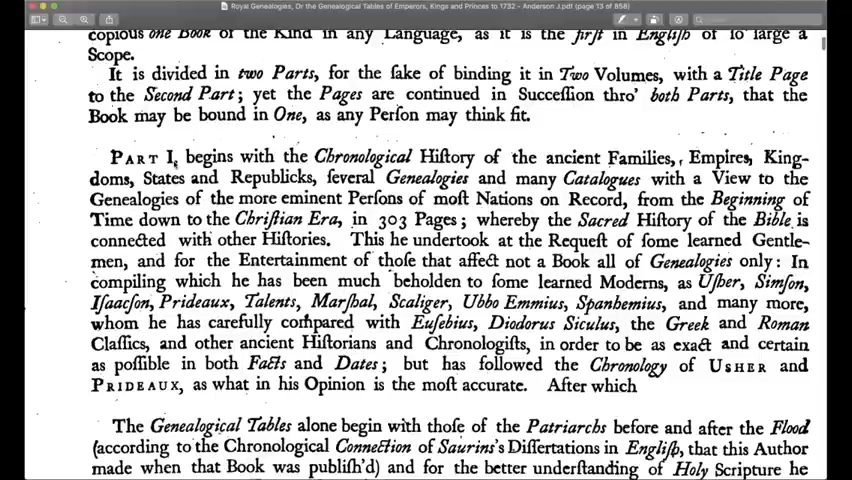 Royal Genealogies, Or the Genealogical Tables of Emperors, Kings and Princes to 1732 - Anderson J.pdf (page 13 of 858)
Search
copious one Book of the Kind in any Language, as it is the firſt in Engliſh of ſo large a
Scope.
It is divided in two Parts, for the ſake of binding it in Two Volumes, with a Title Page
to the Second Part; yet the Pages are continued in Succeſſion thro' both Parts, that the
Book may be bound in One, as any Perſon may think fit.
PART I, begins with the Chronological Hiſtory of the ancient Families, Empires, King-
doms, States and Republicks, ſeveral Genealogies and many Catalogues with a View to the
Genealogies of the more eminent Perſons of moſt Nations on Record, from the Beginning of
Time down to the Chriſtian Era, in 303 Pages; whereby the Sacred Hiſtory of the Bible is
connected with other Hiſtories. This he undertook at the Requeſt of ſome learned Gentle-
men, and for the Entertainment of thoſe that affect not a Book all of Genealogies only: In
compiling which he has been much beholden to ſome learned Moderns, as Uſher, Simſon,
Iſaacſon, Prideaux, Talents, Marſhal, Scaliger, Ubbo Emmius, Spanhemius, and many more,
whom he has carefully compared with Euſebius, Diodorus Siculus, the Greek and Roman
Claſſics, and other ancient Hiſtorians and Chronologiſts, in order to be as exact and certain
as poſſible in both Facts and Dates; but has followed the Chronology of USHER and
PRIDEAUX, as what in his Opinion is the moſt accurate. After which
The Genealogical Tables alone begin with thoſe of the Patriarchs before and after the Flood
(according to the Chronological Connection of Saurins's Diſſertations in Engliſh, that this Author
made when that Book was publiſh'd) and for the better underſtanding of Holy Scripture he